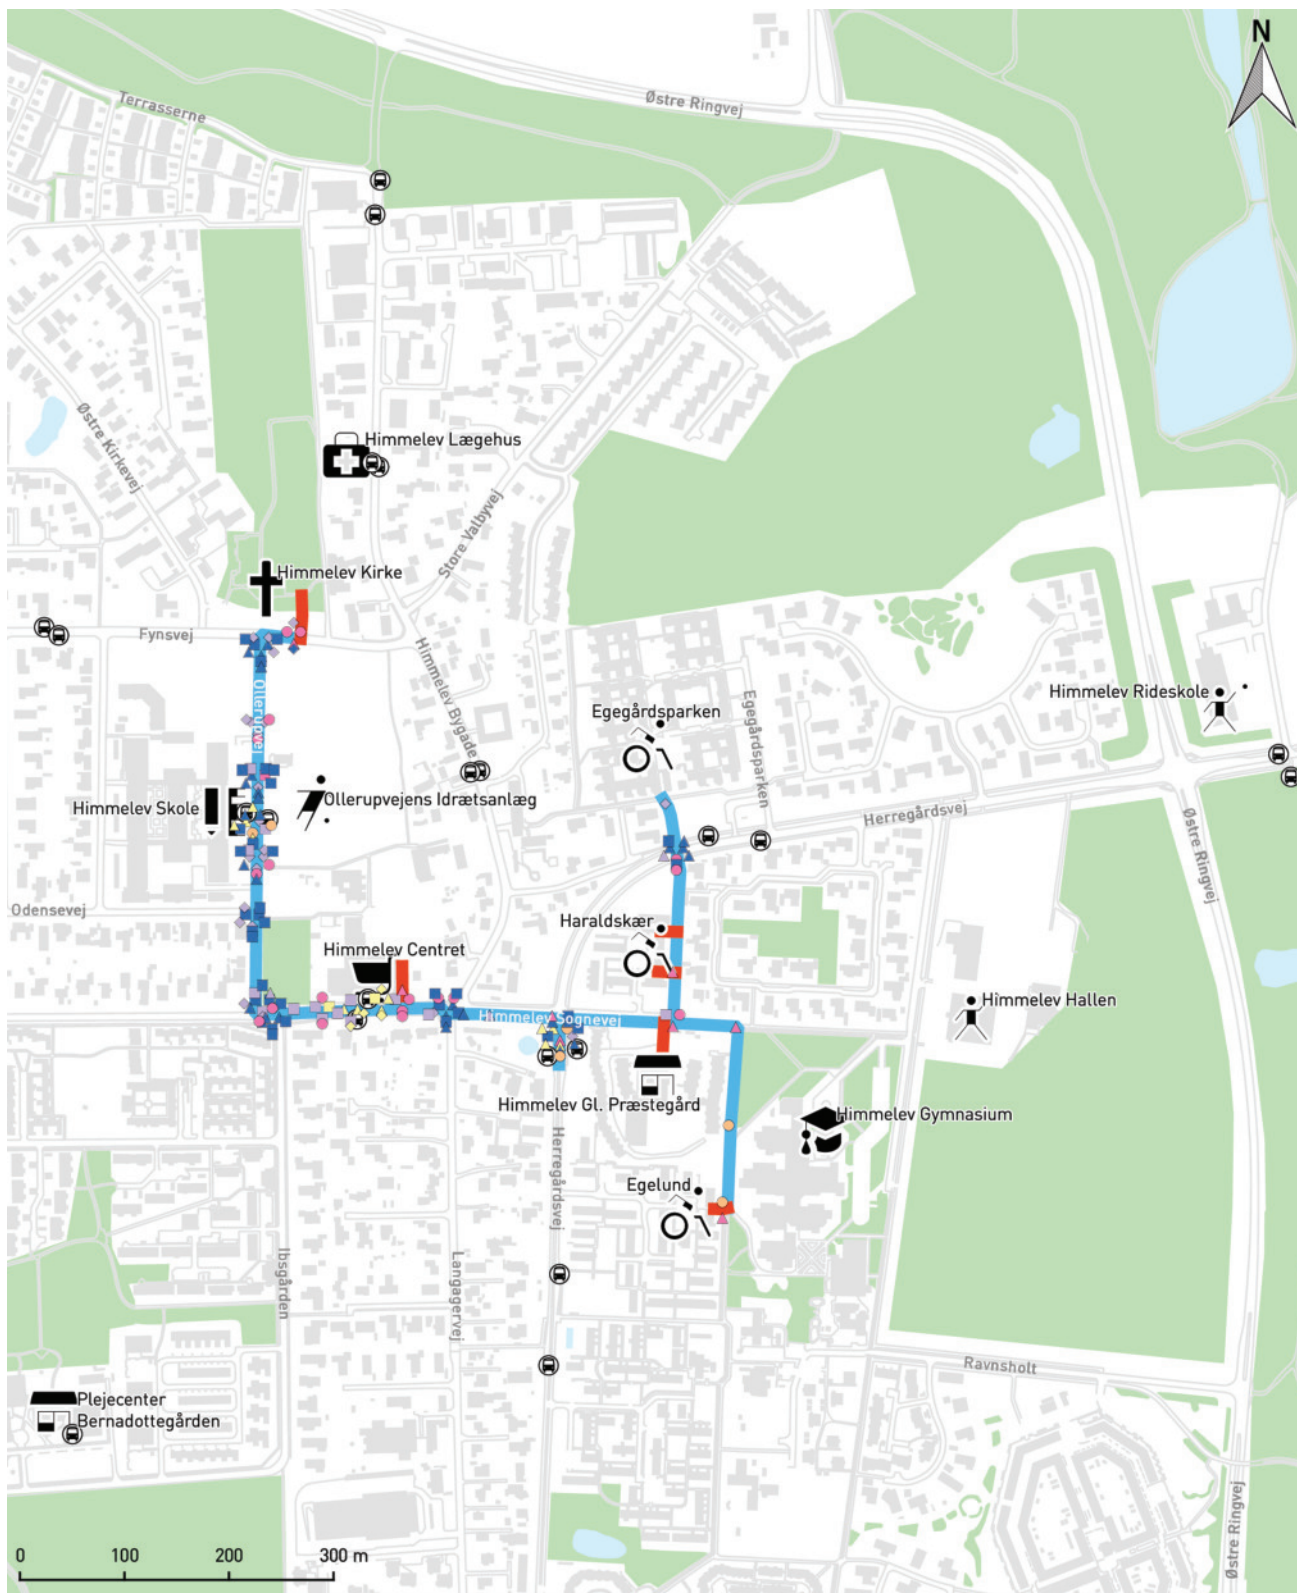 N
Østre Ringvej
Terrasserne
Himmelev Lægehus
Østre Kirkevej
Store Valbyvej
Himmelev Kirke
Fynsvej
Himmelev Bygade
Ollerupvej
Egegårdsparken
Egegårdsparken
Himmelev Rideskole
Himmelev Skole
Ollerupvejens Idrætsanlæg
Herregårdsvej
Østre Ringvej
Odensevej
Haraldskær
Himmelev Centret
Himmelev Sognevej
Himmelev Hallen
Himmelev Gl. Præstegård
Himmelev Gymnasium
Herregårdsvej
Egelund
Ibsgården
Langagervej
Ravnsholt
Plejecenter
Bernadottegården
Østre Ringvej
0 100 200 300 m